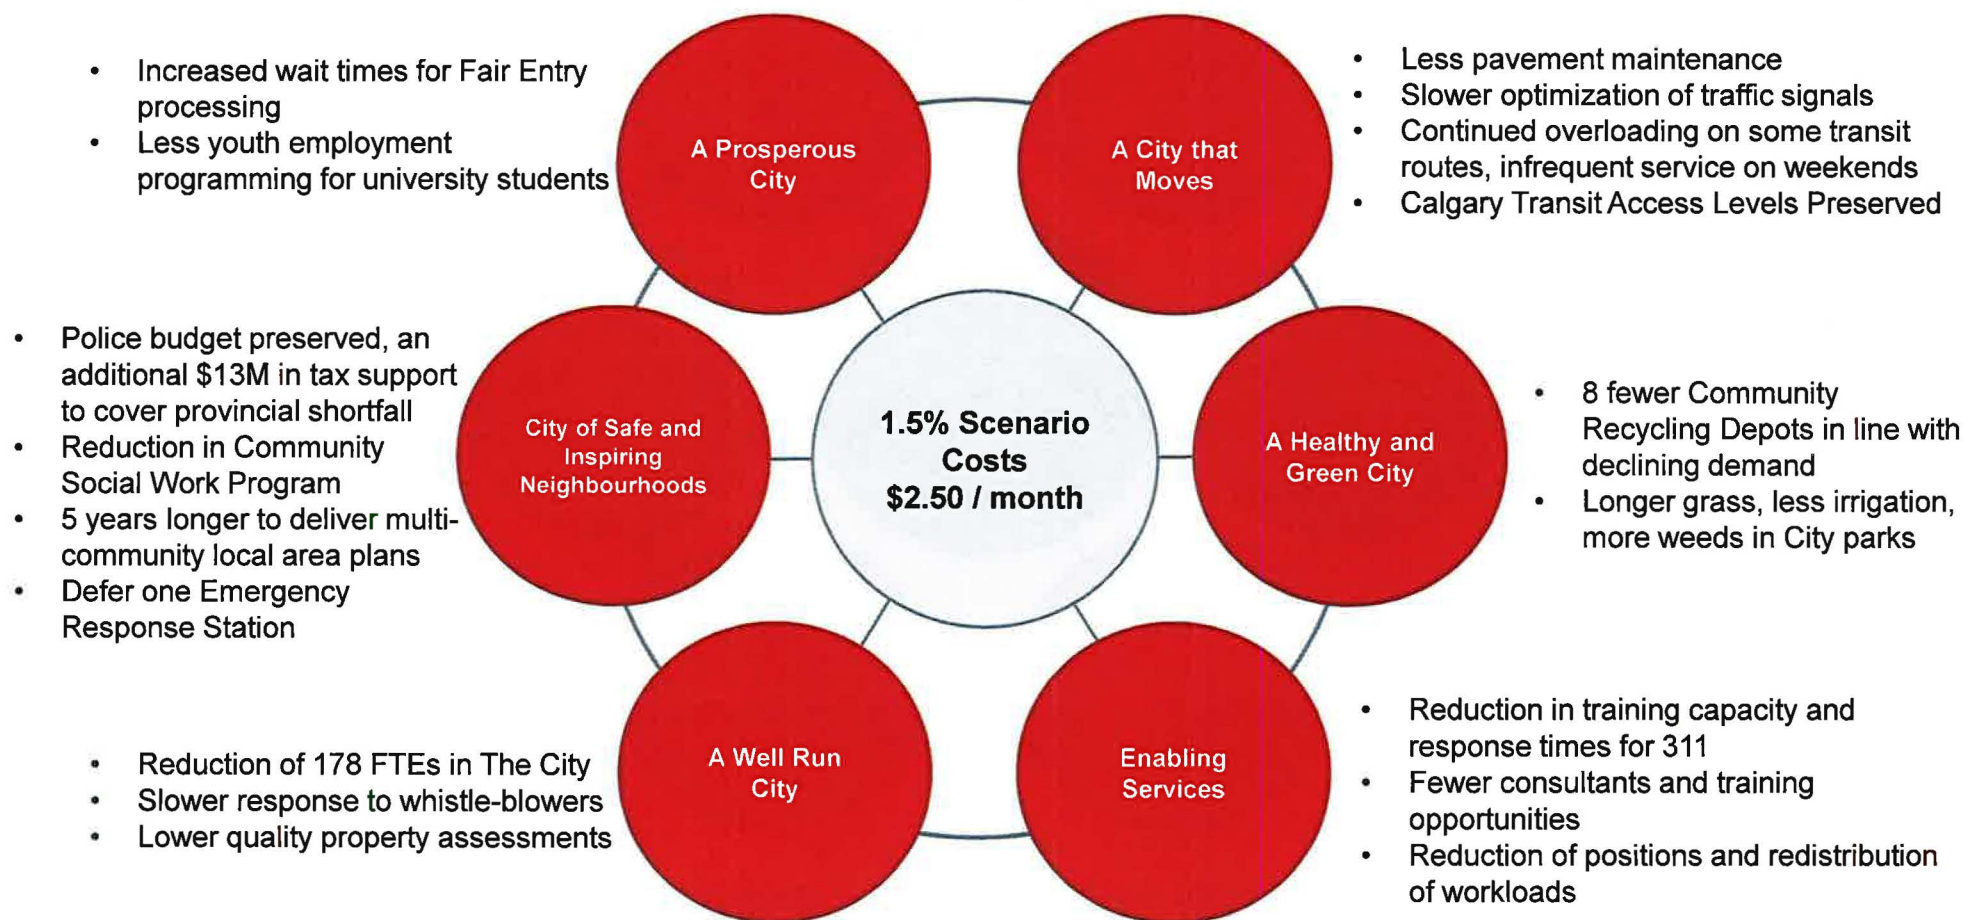 • Increased wait times for Fair Entry
processing
• Less youth employment
programming for university students
A Prosperous
City
A City that
Moves
• Less pavement maintenance
• Slower optimization of traffic signals
• Continued overloading on some transit
routes, infrequent service on weekends
• Calgary Transit Access Levels Preserved
• Police budget preserved, an
additional $13M in tax support
to cover provincial shortfall
• Reduction in Community
Social Work Program
• 5 years longer to deliver multi-
community local area plans
• Defer one Emergency
Response Station
City of Safe and
Inspiring
Neighbourhoods
1.5% Scenario
Costs
$2.50 / month
A Healthy and
Green City
• 8 fewer Community
Recycling Depots in line with
declining demand
• Longer grass, less irrigation,
more weeds in City parks
• Reduction of 178 FTEs in The City
• Slower response to whistle-blowers
• Lower quality property assessments
A Well Run
City
Enabling
Services
• Reduction in training capacity and
response times for 311
• Fewer consultants and training
opportunities
• Reduction of positions and redistribution
of workloads